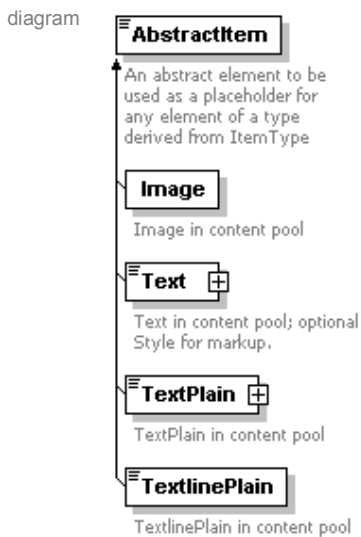 diagram
AbstractItem
An abstract element to be
used as a placeholder for
any element of a type
derived from ItemType
Image
Image in content pool
Text
Text in content pool; optional
Style for markup.
TextPlain
TextPlain in content pool
TextlinePlain
TextlinePlain in content pool